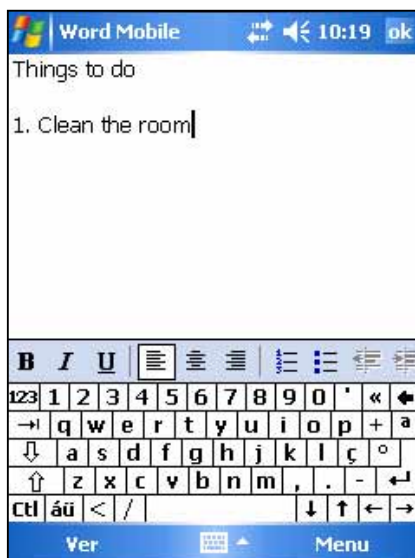 Word Mobile 10:19 ok
Things to do
1. Clean the room
B I U
123 1 2 3 4 5 6 7 8 9 0 ' «
q w e r t y u i o p + ª
a s d f g h j k l ç º
z x c v b n m , . -
Ctl áü < /
Ver Menu